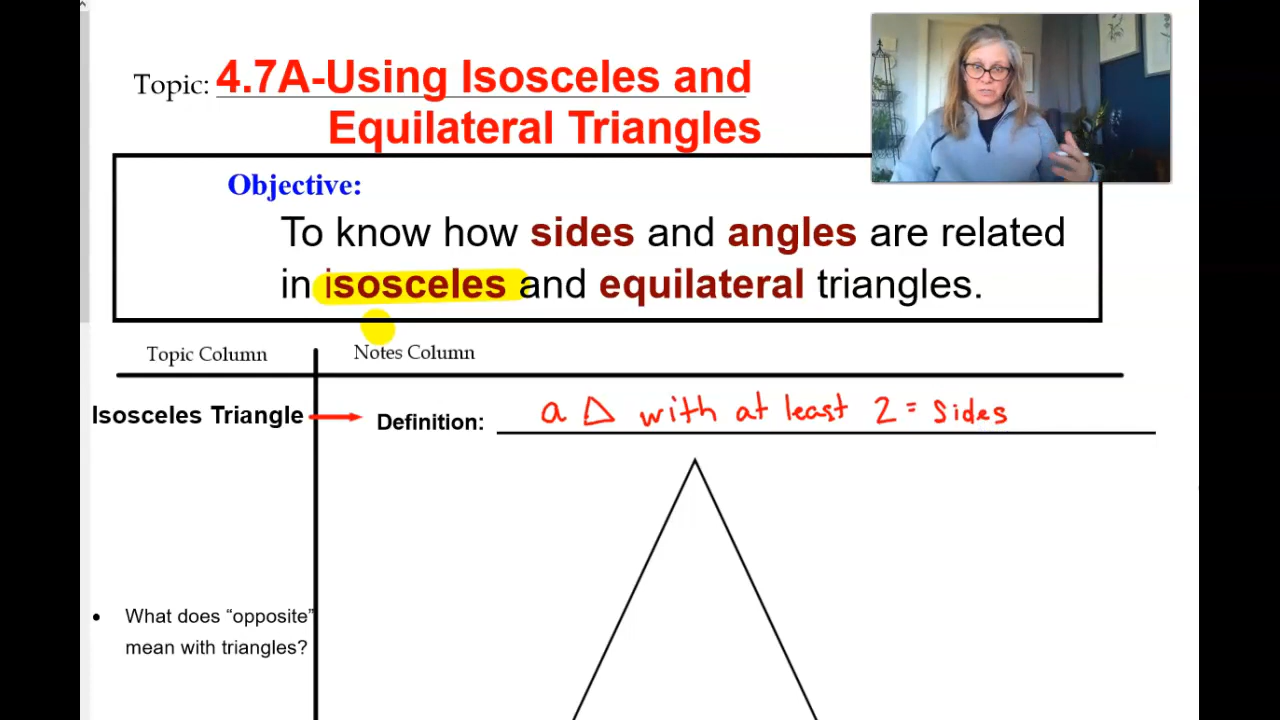 Topic: 4.7A-Using Isosceles and
Equilateral Triangles
Objective:
To know how sides and angles are related
in isosceles and equilateral triangles.
Topic Column
Notes Column
Isosceles Triangle
Definition: a △ with at least 2 = sides
• What does “opposite”
mean with triangles?